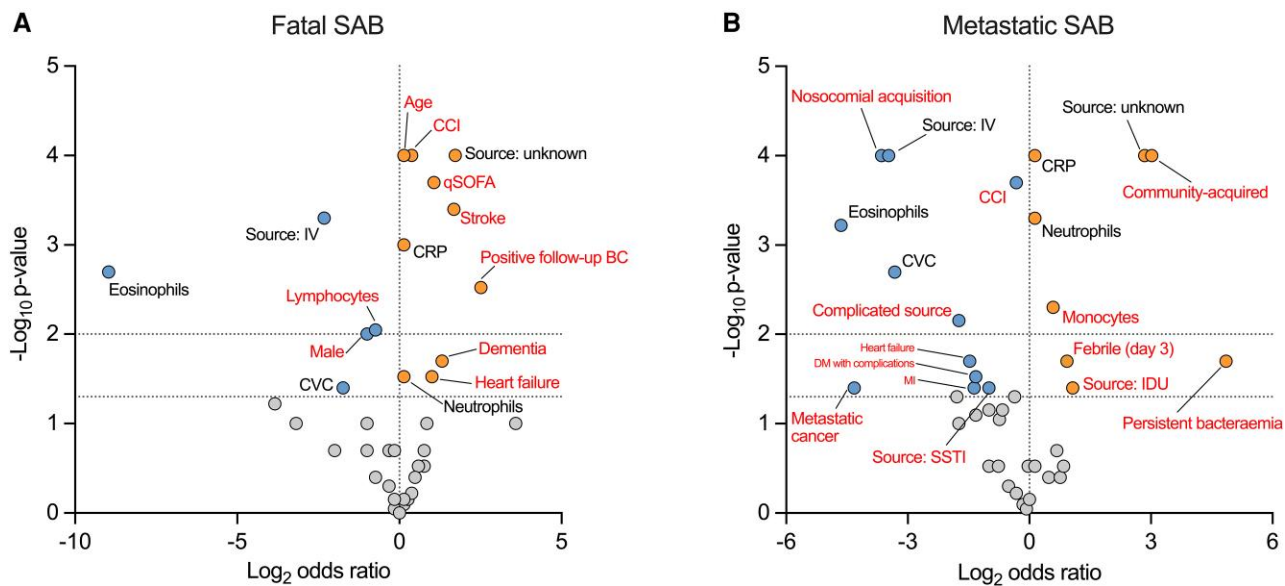 A
Fatal SAB
5
4
3
2
1
0
-Log10 p-value
-10
-5
0
5
Log2 odds ratio
Age
CCI
Source: unknown
qSOFA
Stroke
Source: IV
CRP
Positive follow-up BC
Eosinophils
Lymphocytes
Male
Dementia
CVC
Heart failure
Neutrophils
B
Metastatic SAB
5
4
3
2
1
0
-Log10 p-value
-6
-3
0
3
6
Log2 odds ratio
Nosocomial acquisition
Source: IV
Source: unknown
CRP
CCI
Community-acquired
Eosinophils
Neutrophils
CVC
Complicated source
Monocytes
Heart failure
DM with complications
MI
Febrile (day 3)
Source: IDU
Metastatic
cancer
Persistent bacteraemia
Source: SSTI